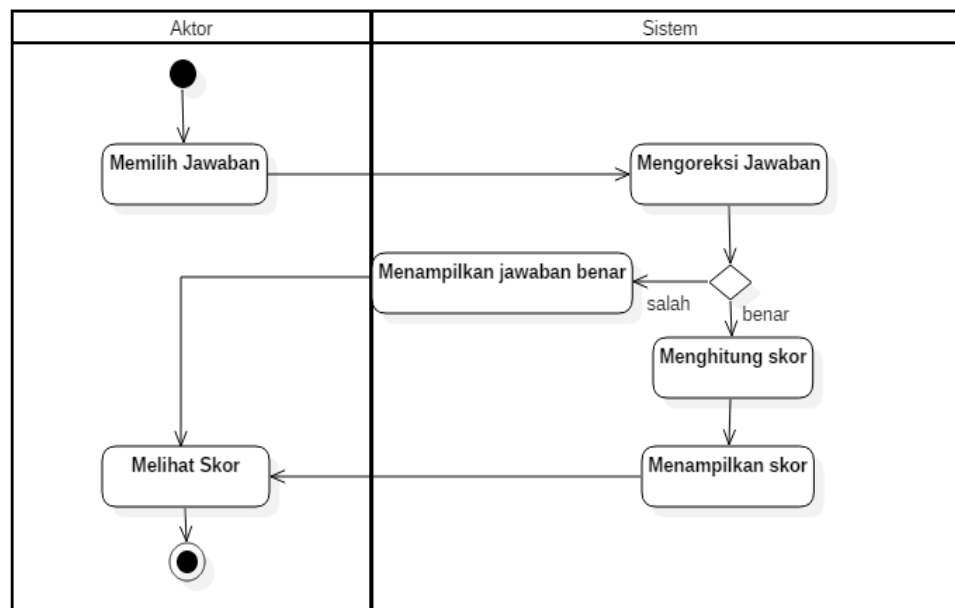 Aktor
Sistem
Memilih Jawaban
Mengoreksi Jawaban
Menampilkan jawaban benar
salah
benar
Menghitung skor
Melihat Skor
Menampilkan skor